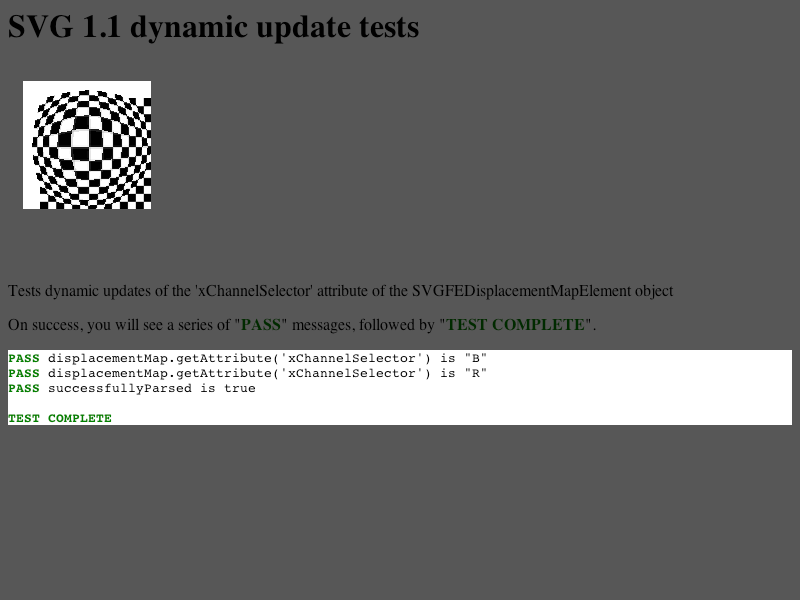 SVG 1.1 dynamic update tests
Tests dynamic updates of the 'xChannelSelector' attribute of the SVGFEDisplacementMapElement object
On success, you will see a series of "PASS" messages, followed by "TEST COMPLETE".
PASS displacementMap.getAttribute('xChannelSelector') is "B"
PASS displacementMap.getAttribute('xChannelSelector') is "R"
PASS successfullyParsed is true
TEST COMPLETE